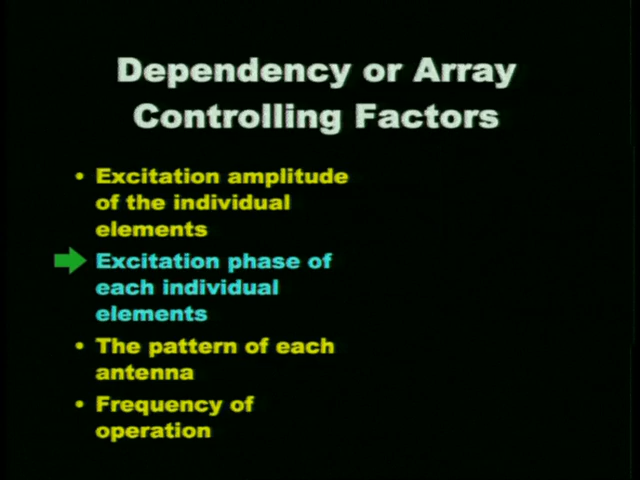 Dependency or Array
Controlling Factors
• Excitation amplitude
of the individual
elements
Excitation phase of
each individual
elements
• The pattern of each
antenna
• Frequency of
operation